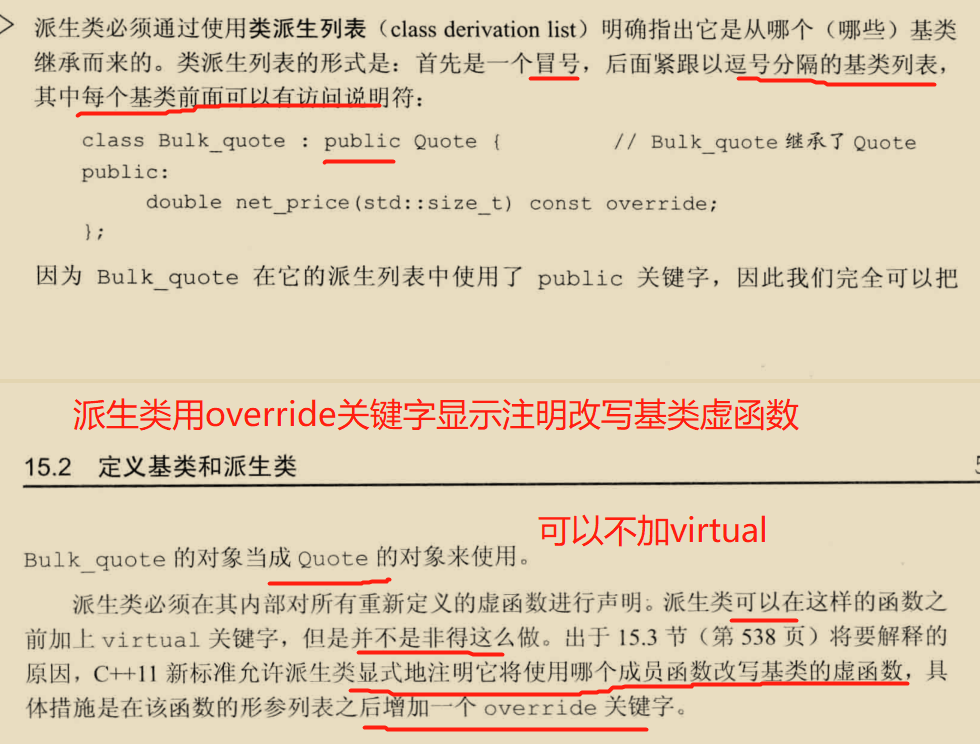 派生类必须通过使用类派生列表（class derivation list）明确指出它是从哪个（哪些）基类
继承而来的。类派生列表的形式是：首先是一个冒号，后面紧跟以逗号分隔的基类列表，
其中每个基类前面可以有访问说明符：
class Bulk_quote : public Quote { // Bulk_quote 继承了 Quote
public:
double net_price(std::size_t) const override;
};
因为 Bulk_quote 在它的派生列表中使用了 public 关键字，因此我们完全可以把
派生类用override关键字显示注明改写基类虚函数
15.2 定义基类和派生类
可以不加virtual
Bulk_quote 的对象当成 Quote 的对象来使用。
派生类必须在其内部对所有重新定义的虚函数进行声明。派生类可以在这样的函数之
前加上 virtual 关键字，但是并不是非得这么做。出于 15.3 节（第 538 页）将要解释的
原因，C++11 新标准允许派生类显式地注明它将使用哪个成员函数改写基类的虚函数，具
体措施是在该函数的形参列表之后增加一个 override 关键字。